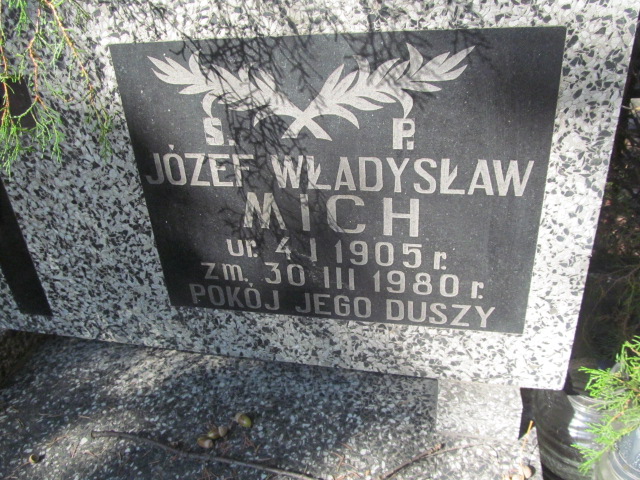 Ś. P.
JÓZEF WŁADYSŁAW
MICH
ur. 4 I 1905 r.
zm. 30 III 1980 r.
POKÓJ JEGO DUSZY